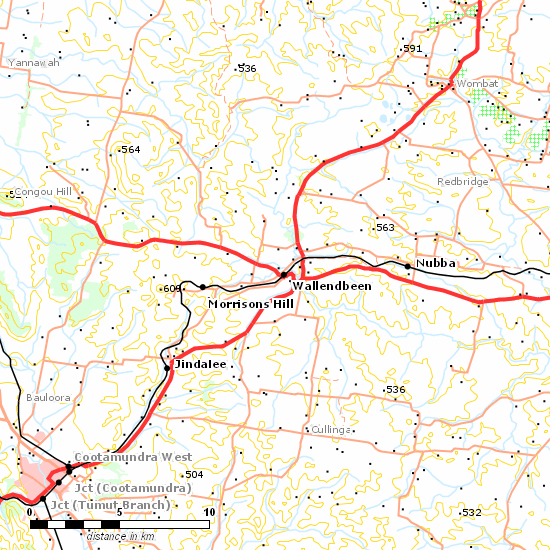 591
536
Yannawah
Wombat
564
Redbridge
Congou Hill
563
Nubba
Wallendbeen
609
Morrisons Hill
Jindalee
536
Bauloora
Cullinga
Cootamundra West
504
Jct (Cootamundra)
Jct (Tumut Branch)
532
0 5 10
distance in km